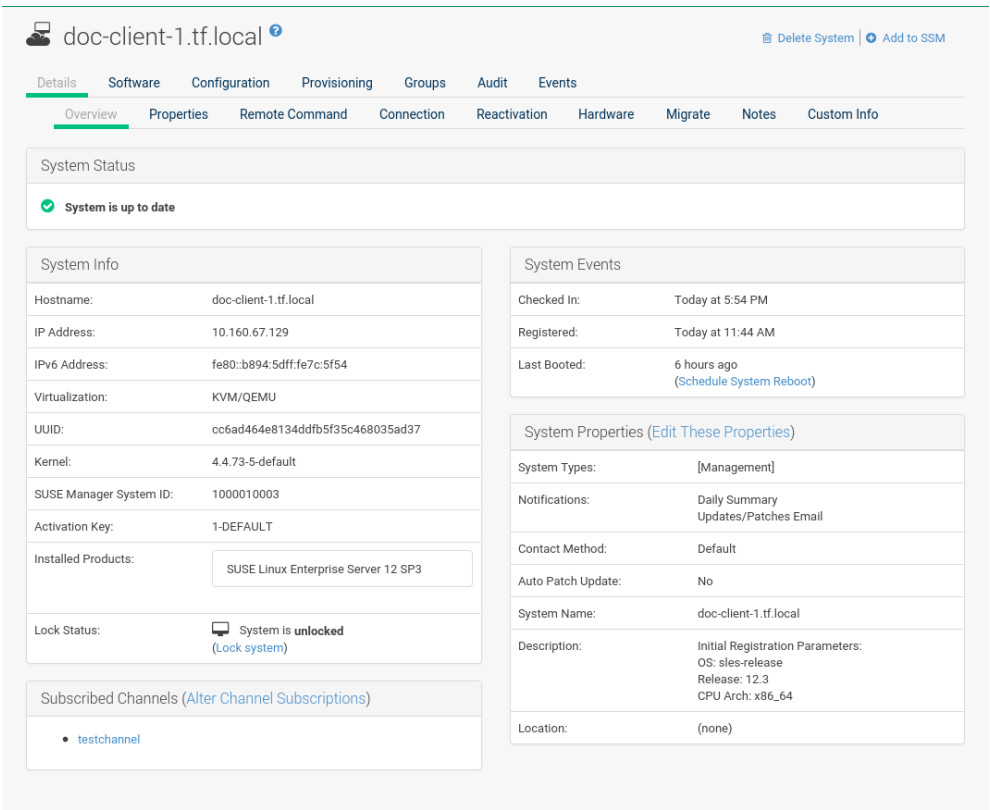 doc-client-1.tf.local ?
Delete System | Add to SSM
Details Software Configuration Provisioning Groups Audit Events
Overview Properties Remote Command Connection Reactivation Hardware Migrate Notes Custom Info
System Status
System is up to date
System Info
Hostname: doc-client-1.tf.local
IP Address: 10.160.67.129
IPv6 Address: fe80::b894:5dff:fe7c:5f54
Virtualization: KVM/QEMU
UUID: cc6ad464e8134ddfb5f35c468035ad37
Kernel: 4.4.73-5-default
SUSE Manager System ID: 1000010003
Activation Key: 1-DEFAULT
Installed Products: SUSE Linux Enterprise Server 12 SP3
Lock Status: System is unlocked
(Lock system)
Subscribed Channels (Alter Channel Subscriptions)
testchannel
System Events
Checked In: Today at 5:54 PM
Registered: Today at 11:44 AM
Last Booted: 6 hours ago
(Schedule System Reboot)
System Properties (Edit These Properties)
System Types: [Management]
Notifications: Daily Summary
Updates/Patches Email
Contact Method: Default
Auto Patch Update: No
System Name: doc-client-1.tf.local
Description: Initial Registration Parameters:
OS: sles-release
Release: 12.3
CPU Arch: x86_64
Location: (none)